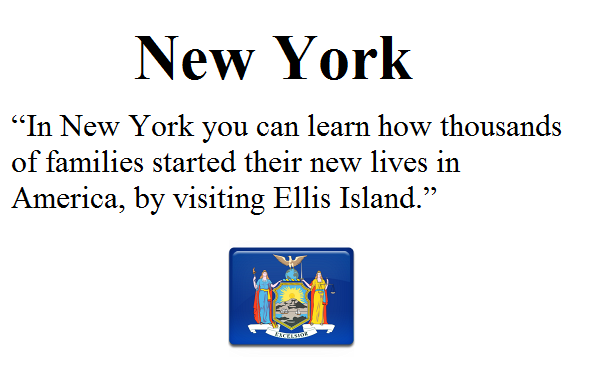 New York
“In New York you can learn how thousands
of families started their new lives in
America, by visiting Ellis Island.”
EXCELSIOR